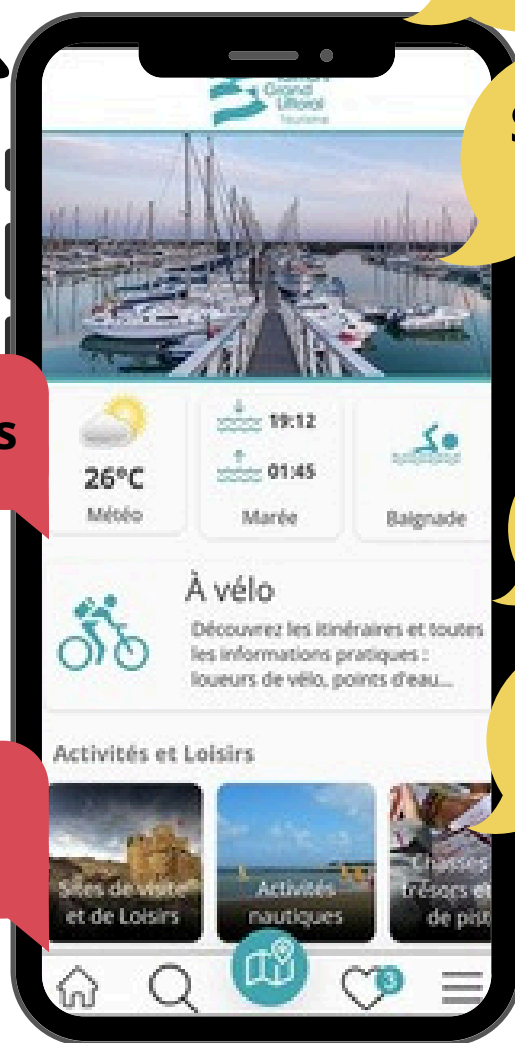 Grand
Littoral
Tourisme
S
s
19:12
01:45
26°C
Météo
Marée
Baignade
À vélo
Découvrez les itinéraires et toutes
les informations pratiques :
loueurs de vélo, points d'eau...
Activités et Loisirs
Sites de visite
et de Loisirs
Activités
nautiques
Chasses
trésors et
de pist
3